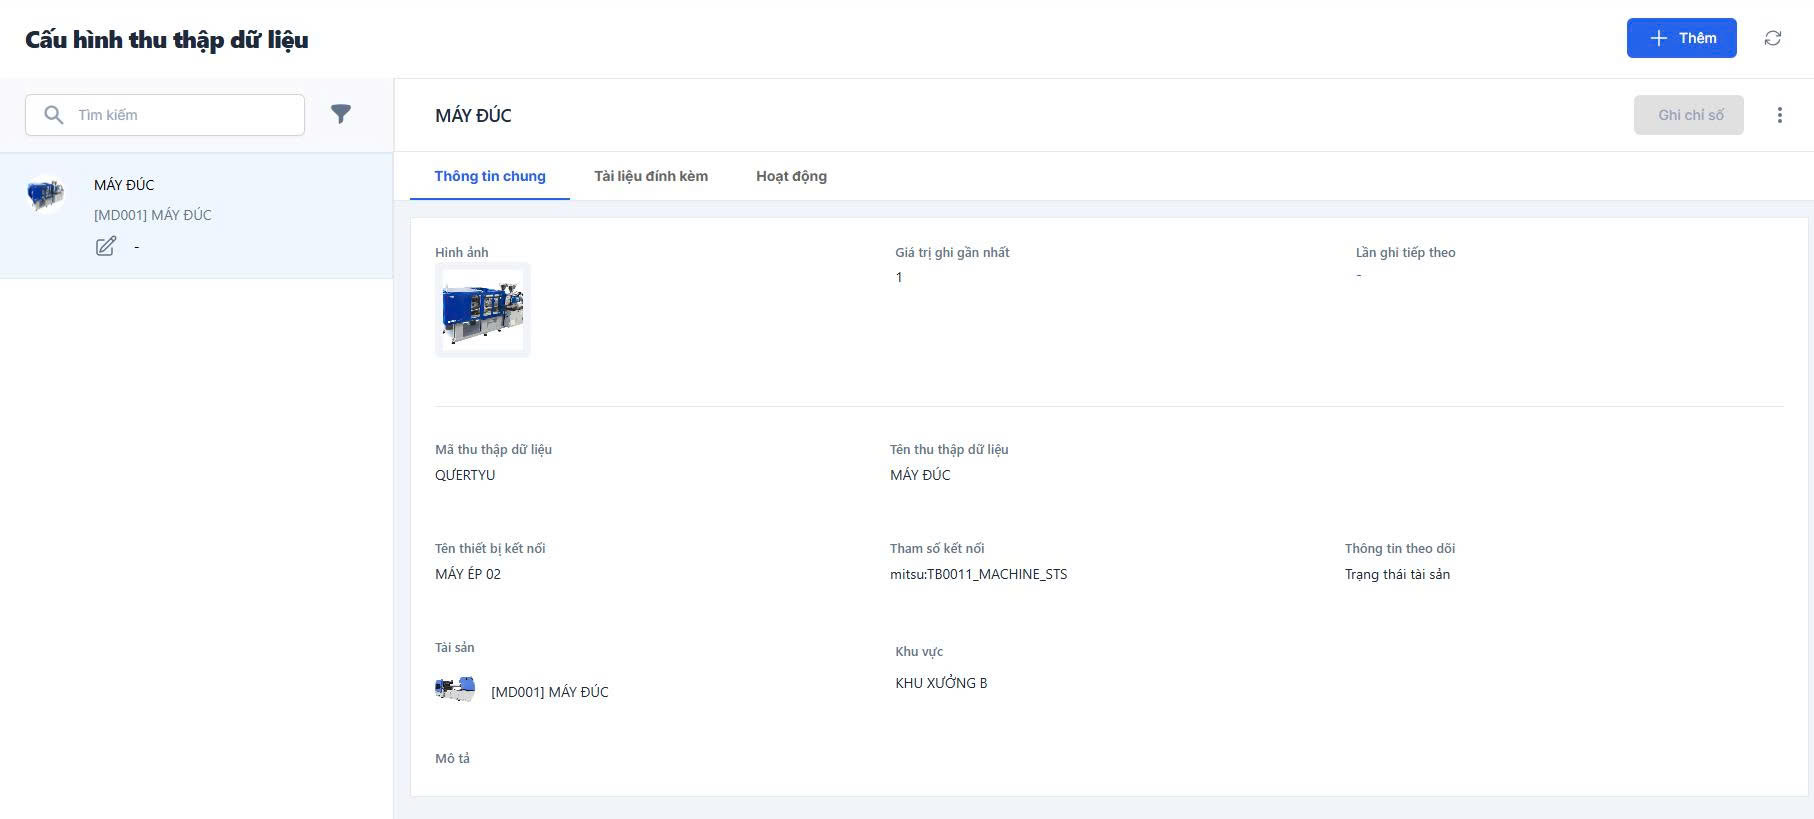 Cấu hình thu thập dữ liệu
Thêm
Tìm kiếm
MÁY ĐÚC
[MD001] MÁY ĐÚC
-
MÁY ĐÚC
Ghi chỉ số
Thông tin chung
Tài liệu đính kèm
Hoạt động
Hình ảnh
Giá trị ghi gần nhất
1
Lần ghi tiếp theo
-
Mã thu thập dữ liệu
QƯERTYU
Tên thu thập dữ liệu
MÁY ĐÚC
Tên thiết bị kết nối
MÁY ÉP 02
Tham số kết nối
mitsu:TB0011_MACHINE_STS
Thông tin theo dõi
Trạng thái tài sản
Tài sản
[MD001] MÁY ĐÚC
Khu vực
KHU XƯỞNG B
Mô tả